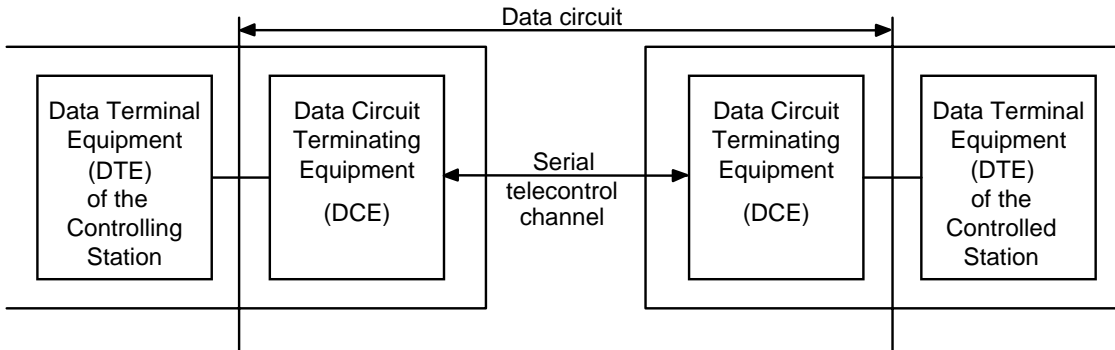 Data circuit
Data Terminal
Equipment
(DTE)
of the
Controlling
Station
Data Circuit
Terminating
Equipment
(DCE)
Serial
telecontrol
channel
Data Circuit
Terminating
Equipment
(DCE)
Data Terminal
Equipment
(DTE)
of the
Controlled
Station